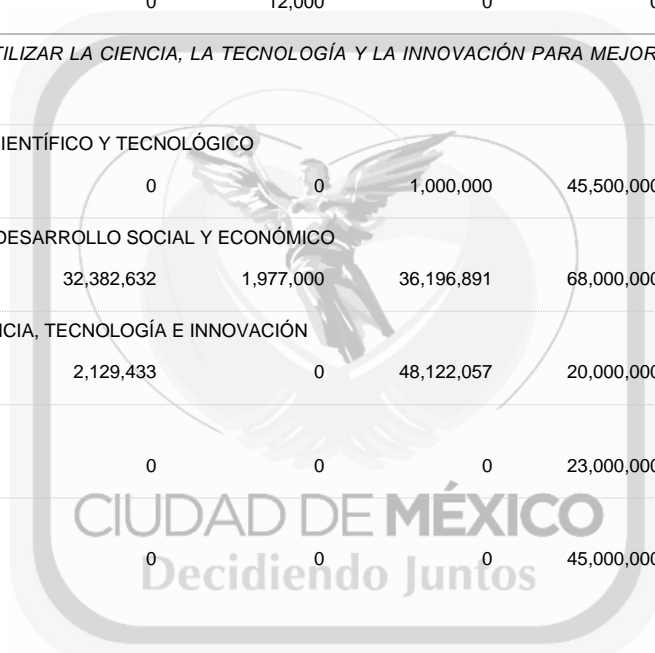 0 12,000 0 0
TILIZAR LA CIENCIA, LA TECNOLOGÍA Y LA INNOVACIÓN PARA MEJOR
IENTÍFICO Y TECNOLÓGICO
0 0 1,000,000 45,500,000
DESARROLLO SOCIAL Y ECONÓMICO
32,382,632 1,977,000 36,196,891 68,000,000
NCIA, TECNOLOGÍA E INNOVACIÓN
2,129,433 0 48,122,057 20,000,000
0 0 0 23,000,000
CIUDAD DE MÉXICO
0 0 0 45,000,000
Decidiendo Juntos